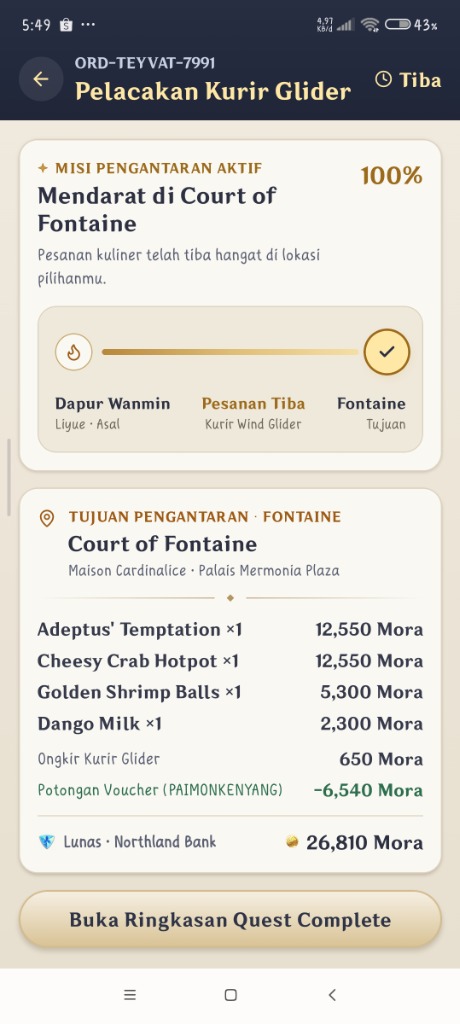 5:49 ... 4,97 KB/d 43%
ORD-TEYVAT-7991
Pelacakan Kurir Glider
Tiba
MISI PENGANTARAN AKTIF
100%
Mendarat di Court of
Fontaine
Pesanan kuliner telah tiba hangat di lokasi
pilihanmu.
Dapur Wanmin Pesanan Tiba Fontaine
Liyue · Asal Kurir Wind Glider Tujuan
TUJUAN PENGANTARAN · FONTAINE
Court of Fontaine
Maison Cardinalice · Palais Mermonia Plaza
Adeptus' Temptation ×1 12,550 Mora
Cheesy Crab Hotpot ×1 12,550 Mora
Golden Shrimp Balls ×1 5,300 Mora
Dango Milk ×1 2,300 Mora
Ongkir Kurir Glider 650 Mora
Potongan Voucher (PAIMONKENYANG) −6,540 Mora
Lunas · Northland Bank 26,810 Mora
Buka Ringkasan Quest Complete